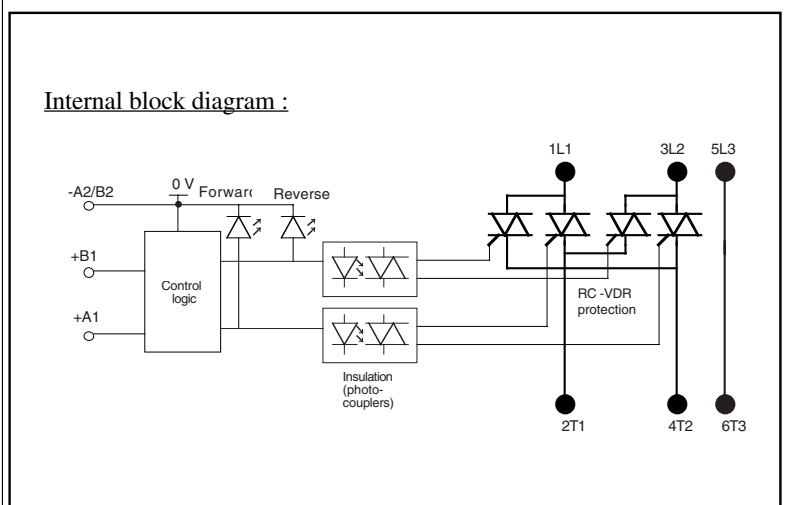 Internal block diagram :
1L1
3L2
5L3
-A2/B2
0 V
Forward
Reverse
+B1
Control
logic
+A1
RC -VDR
protection
Insulation
(photo-
couplers)
2T1
4T2
6T3